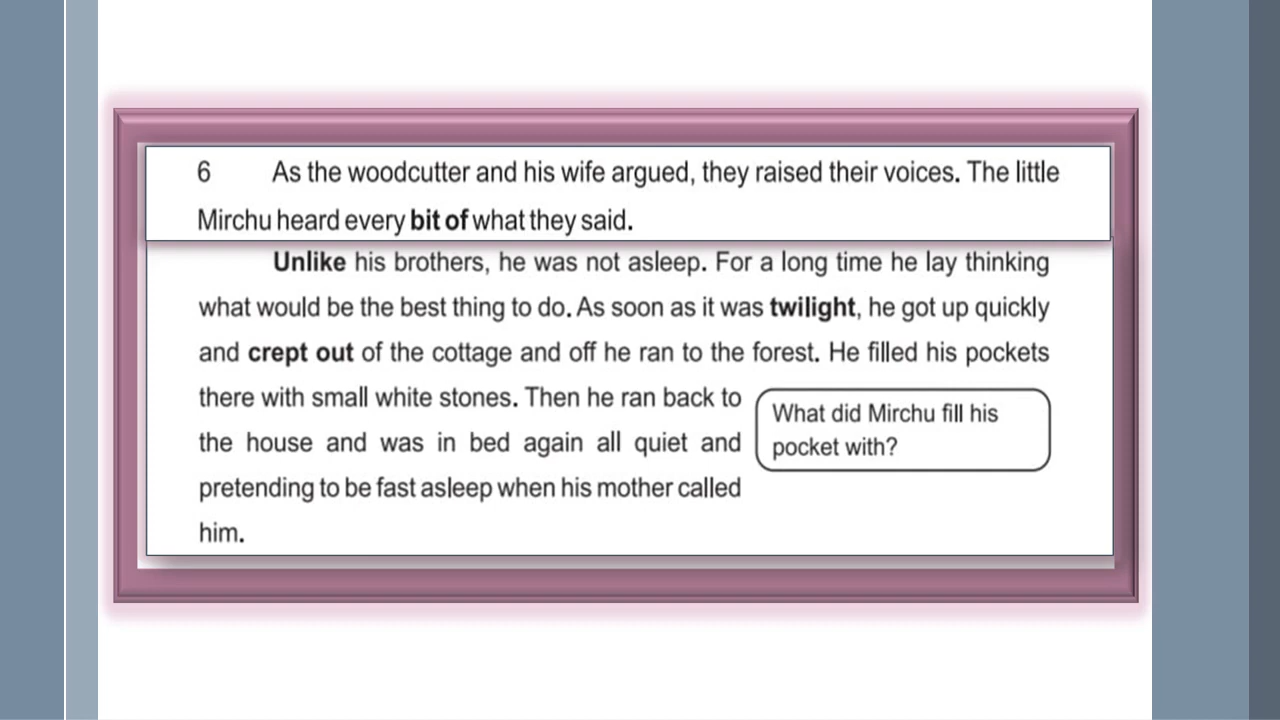 6 As the woodcutter and his wife argued, they raised their voices. The little
Mirchu heard every bit of what they said.
Unlike his brothers, he was not asleep. For a long time he lay thinking
what would be the best thing to do. As soon as it was twilight, he got up quickly
and crept out of the cottage and off he ran to the forest. He filled his pockets
there with small white stones. Then he ran back to
the house and was in bed again all quiet and
pretending to be fast asleep when his mother called
him.
What did Mirchu fill his
pocket with?